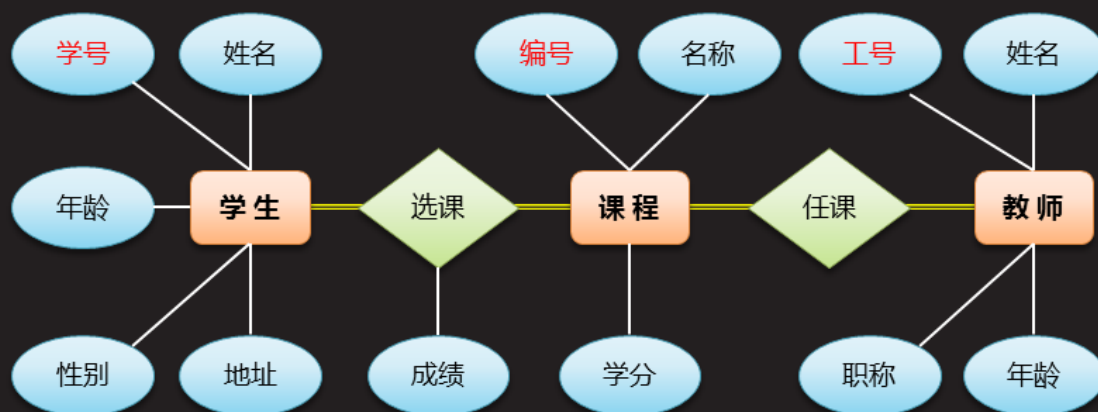 学号
姓名
编号
名称
工号
姓名
年龄
学生
选课
课程
任课
教师
性别
地址
成绩
学分
职称
年龄